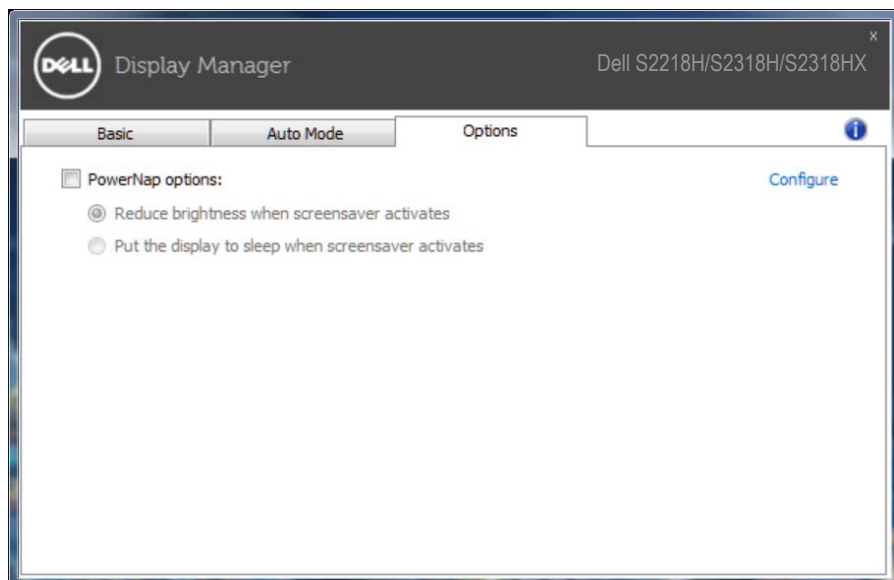 x
DELL Display Manager Dell S2218H/S2318H/S2318HX
Basic Auto Mode Options i
PowerNap options: Configure
Reduce brightness when screensaver activates
Put the display to sleep when screensaver activates